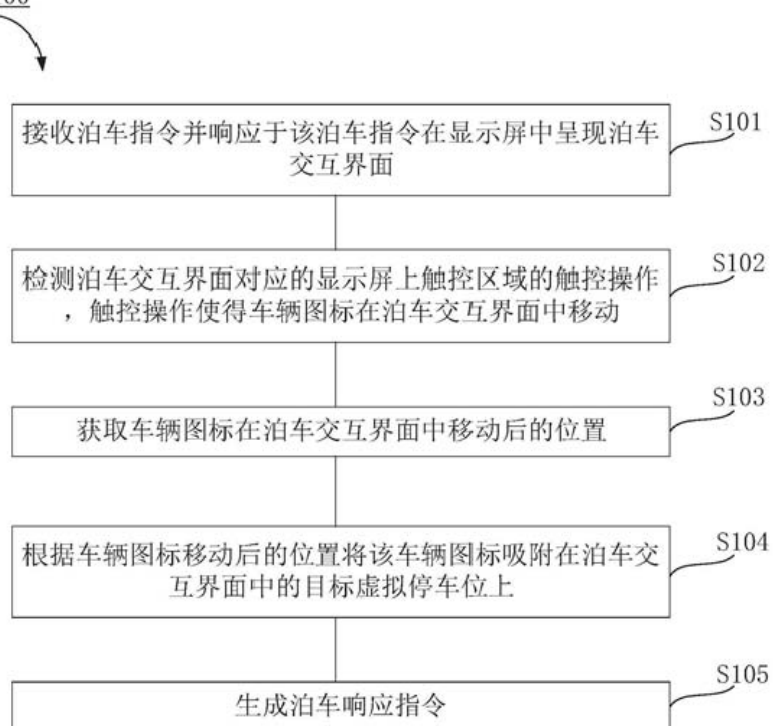 S101
接收泊车指令并响应于该泊车指令在显示屏中呈现泊车
交互界面
S102
检测泊车交互界面对应的显示屏上触控区域的触控操作
,触控操作使得车辆图标在泊车交互界面中移动
S103
获取车辆图标在泊车交互界面中移动后的位置
S104
根据车辆图标移动后的位置将该车辆图标吸附在泊车交
互界面中的目标虚拟停车位上
S105
生成泊车响应指令